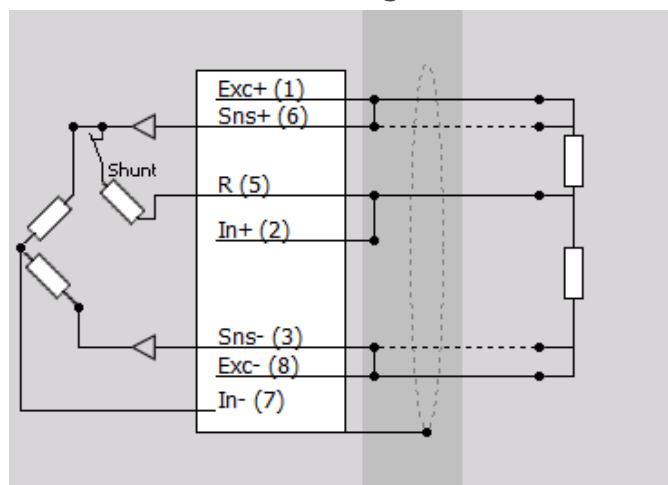 Exc+ (1)
Sns+ (6)
Shunt
R (5)
In+ (2)
Sns- (3)
Exc- (8)
In- (7)